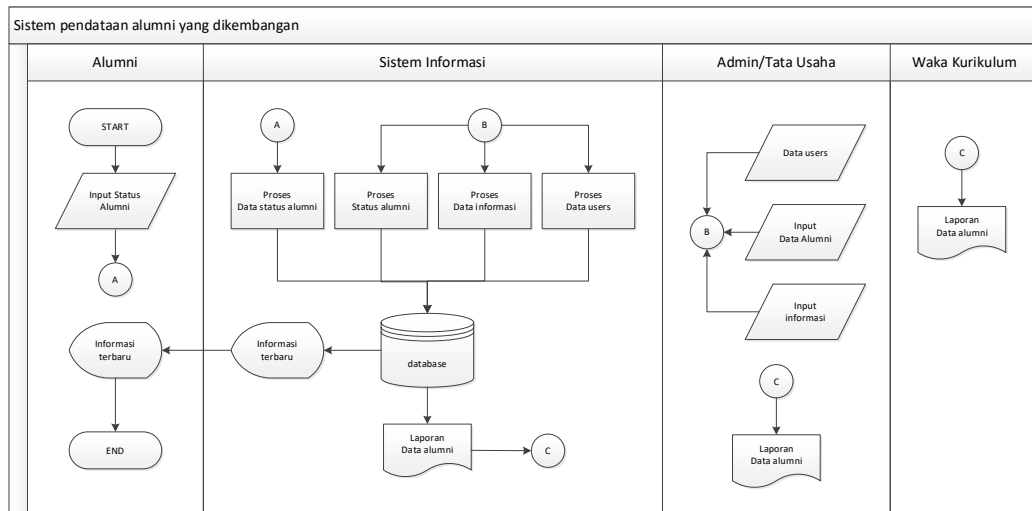 Sistem pendataan alumni yang dikembangan
Alumni
Sistem Informasi
Admin/Tata Usaha
Waka Kurikulum
START
Input Status
Alumni
A
Informasi
terbaru
END
A
B
Proses
Data status alumni
Proses
Status alumni
Proses
Data informasi
Proses
Data users
Informasi
terbaru
database
Laporan
Data alumni
C
Data users
B
Input
Data Alumni
Input
informasi
C
Laporan
Data alumni
C
Laporan
Data alumni